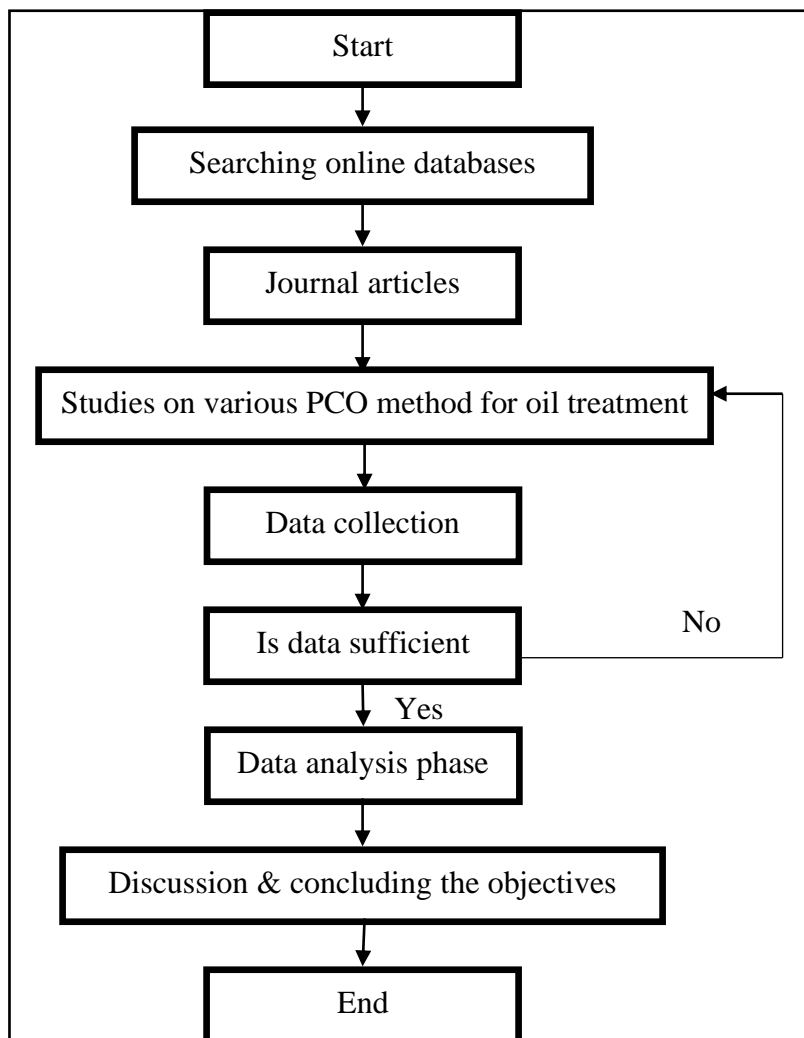 Start
Searching online databases
Journal articles
Studies on various PCO method for oil treatment
Data collection
Is data sufficient
No
Yes
Data analysis phase
Discussion & concluding the objectives
End